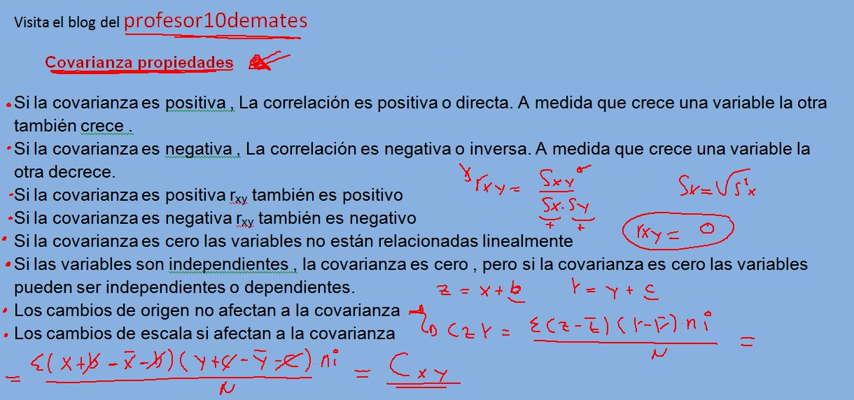 Visita el blog del profesor10demates
Covarianza propiedades
Si la covarianza es positiva , La correlación es positiva o directa. A medida que crece una variable la otra
también crece .
Si la covarianza es negativa , La correlación es negativa o inversa. A medida que crece una variable la
otra decrece.
Si la covarianza es positiva rxy también es positivo
Si la covarianza es negativa rxy también es negativo
Si la covarianza es cero las variables no están relacionadas linealmente
Si las variables son independientes , la covarianza es cero , pero si la covarianza es cero las variables
pueden ser independientes o dependientes.
Los cambios de origen no afectan a la covarianza
Los cambios de escala si afectan a la covarianza
rxy = Sxy / Sx . Sy
+ +
Sx = √s²x
rxy = 0
z = x + b Y = y + c
CzY = Σ(z - z̄)(Y - Ȳ) ni / N =
= Σ(x + b - x̄ - b)(y + c - ȳ - c) ni / N = Cxy